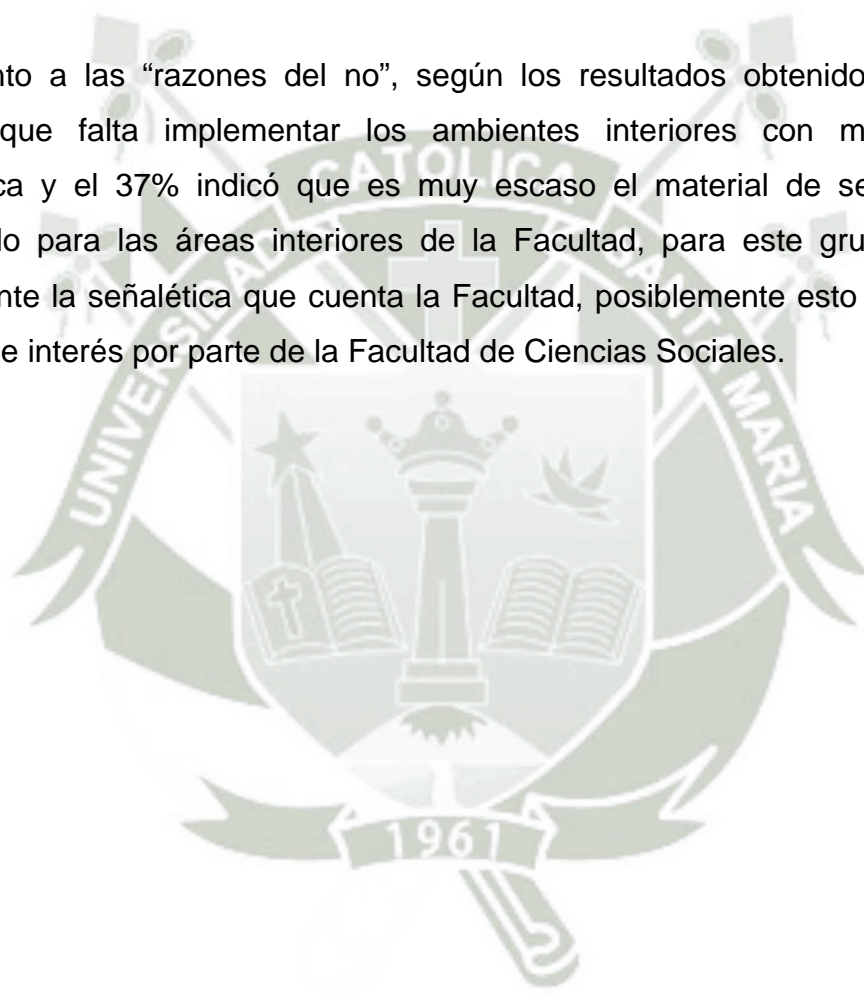 nto a las “razones del no”, según los resultados obtenido
que falta implementar los ambientes interiores con m
ca y el 37% indicó que es muy escaso el material de se
lo para las áreas interiores de la Facultad, para este gru
nte la señalética que cuenta la Facultad, posiblemente esto
e interés por parte de la Facultad de Ciencias Sociales.
UNIVERSIDAD CATOLICA SANTA MARIA
1961